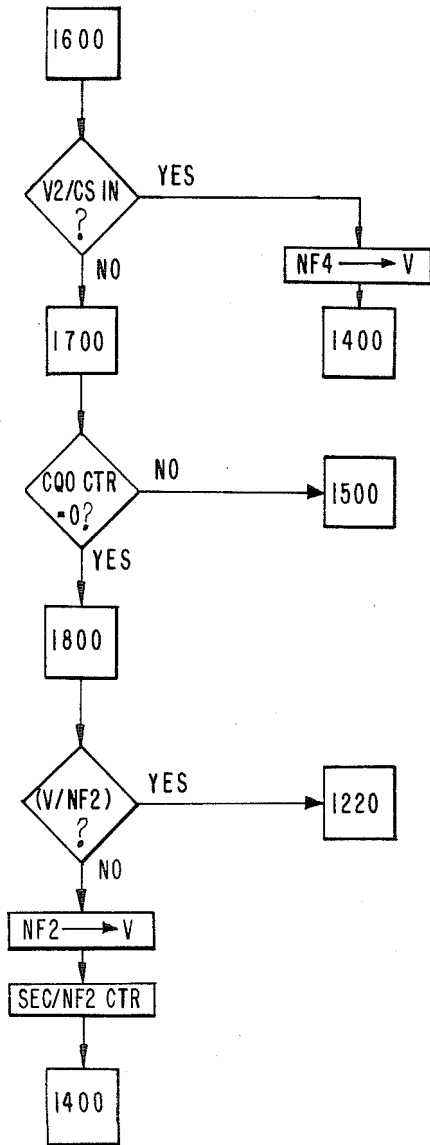 1600
V2/CS IN
?
YES
NO
NF4 → V
1700
1400
CQO CTR
=0?
NO
1500
YES
1800
(V/NF2)
?
YES
1220
NO
NF2 → V
SEC/NF2 CTR
1400